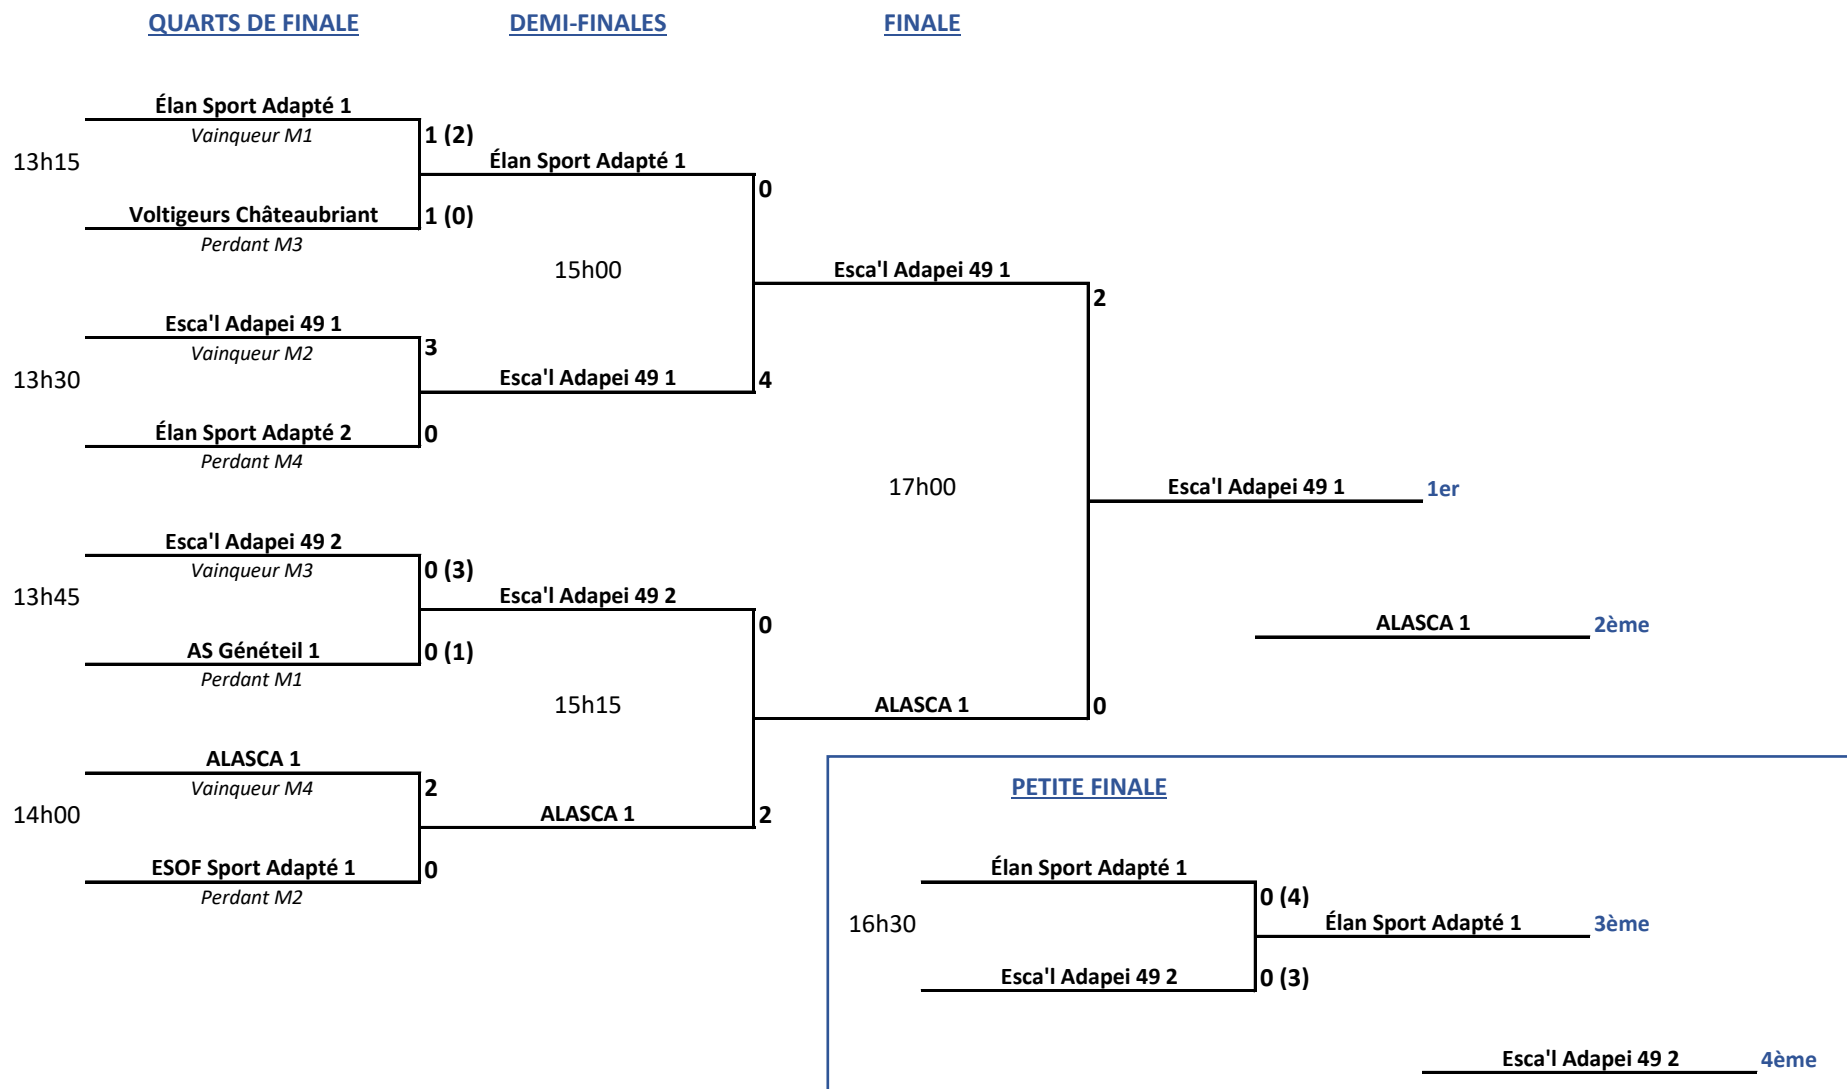 QUARTS DE FINALE
DEMI-FINALES
FINALE
Élan Sport Adapté 1
Vainqueur M1
1 (2)
13h15
Élan Sport Adapté 1
0
Voltigeurs Châteaubriant
1 (0)
Perdant M3
15h00
Esca'l Adapei 49 1
2
Esca'l Adapei 49 1
3
Vainqueur M2
13h30
Esca'l Adapei 49 1
4
Élan Sport Adapté 2
0
Perdant M4
17h00
Esca'l Adapei 49 1
1er
Esca'l Adapei 49 2
0 (3)
Vainqueur M3
13h45
Esca'l Adapei 49 2
0
ALASCA 1
2ème
AS Généteil 1
0 (1)
Perdant M1
15h15
ALASCA 1
0
ALASCA 1
2
Vainqueur M4
14h00
ALASCA 1
2
ESOF Sport Adapté 1
0
Perdant M2
PETITE FINALE
Élan Sport Adapté 1
0 (4)
16h30
Élan Sport Adapté 1
3ème
Esca'l Adapei 49 2
0 (3)
Esca'l Adapei 49 2
4ème